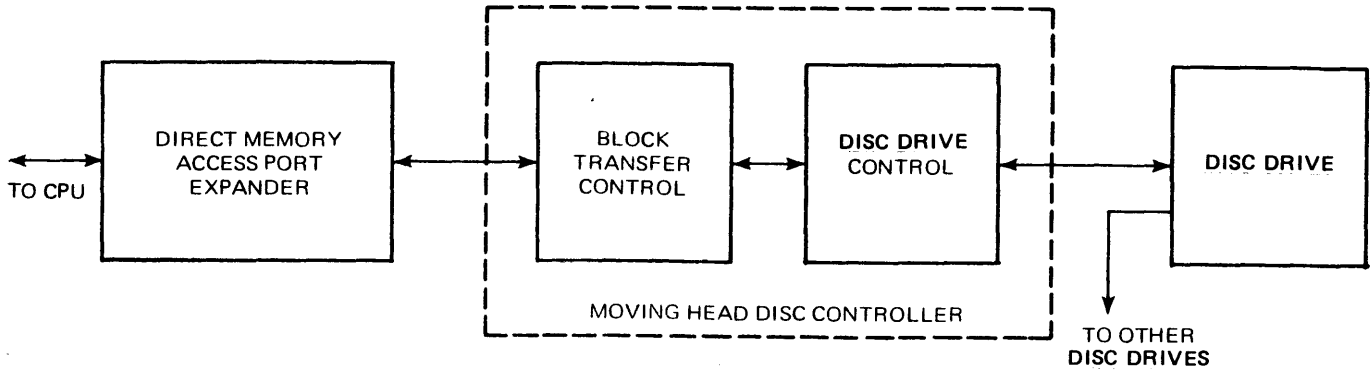 TO CPU
DIRECT MEMORY
ACCESS PORT
EXPANDER
BLOCK
TRANSFER
CONTROL
DISC DRIVE
CONTROL
MOVING HEAD DISC CONTROLLER
DISC DRIVE
TO OTHER
DISC DRIVES